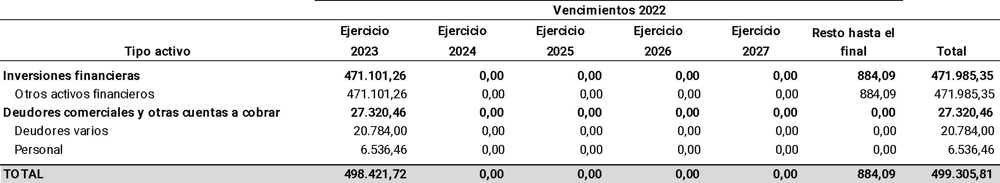 Vencimientos 2022
Ejercicio Ejercicio Ejercicio Ejercicio Ejercicio Resto hasta el
Tipo activo 2023 2024 2025 2026 2027 final Total
Inversiones financieras 471.101,26 0,00 0,00 0,00 0,00 884,09 471.985,35
Otros activos financieros 471.101,26 0,00 0,00 0,00 0,00 884,09 471.985,35
Deudores comerciales y otras cuentas a cobrar 27.320,46 0,00 0,00 0,00 0,00 0,00 27.320,46
Deudores varios 20.784,00 0,00 0,00 0,00 0,00 0,00 20.784,00
Personal 6.536,46 0,00 0,00 0,00 0,00 0,00 6.536,46
TOTAL 498.421,72 0,00 0,00 0,00 0,00 884,09 499.305,81